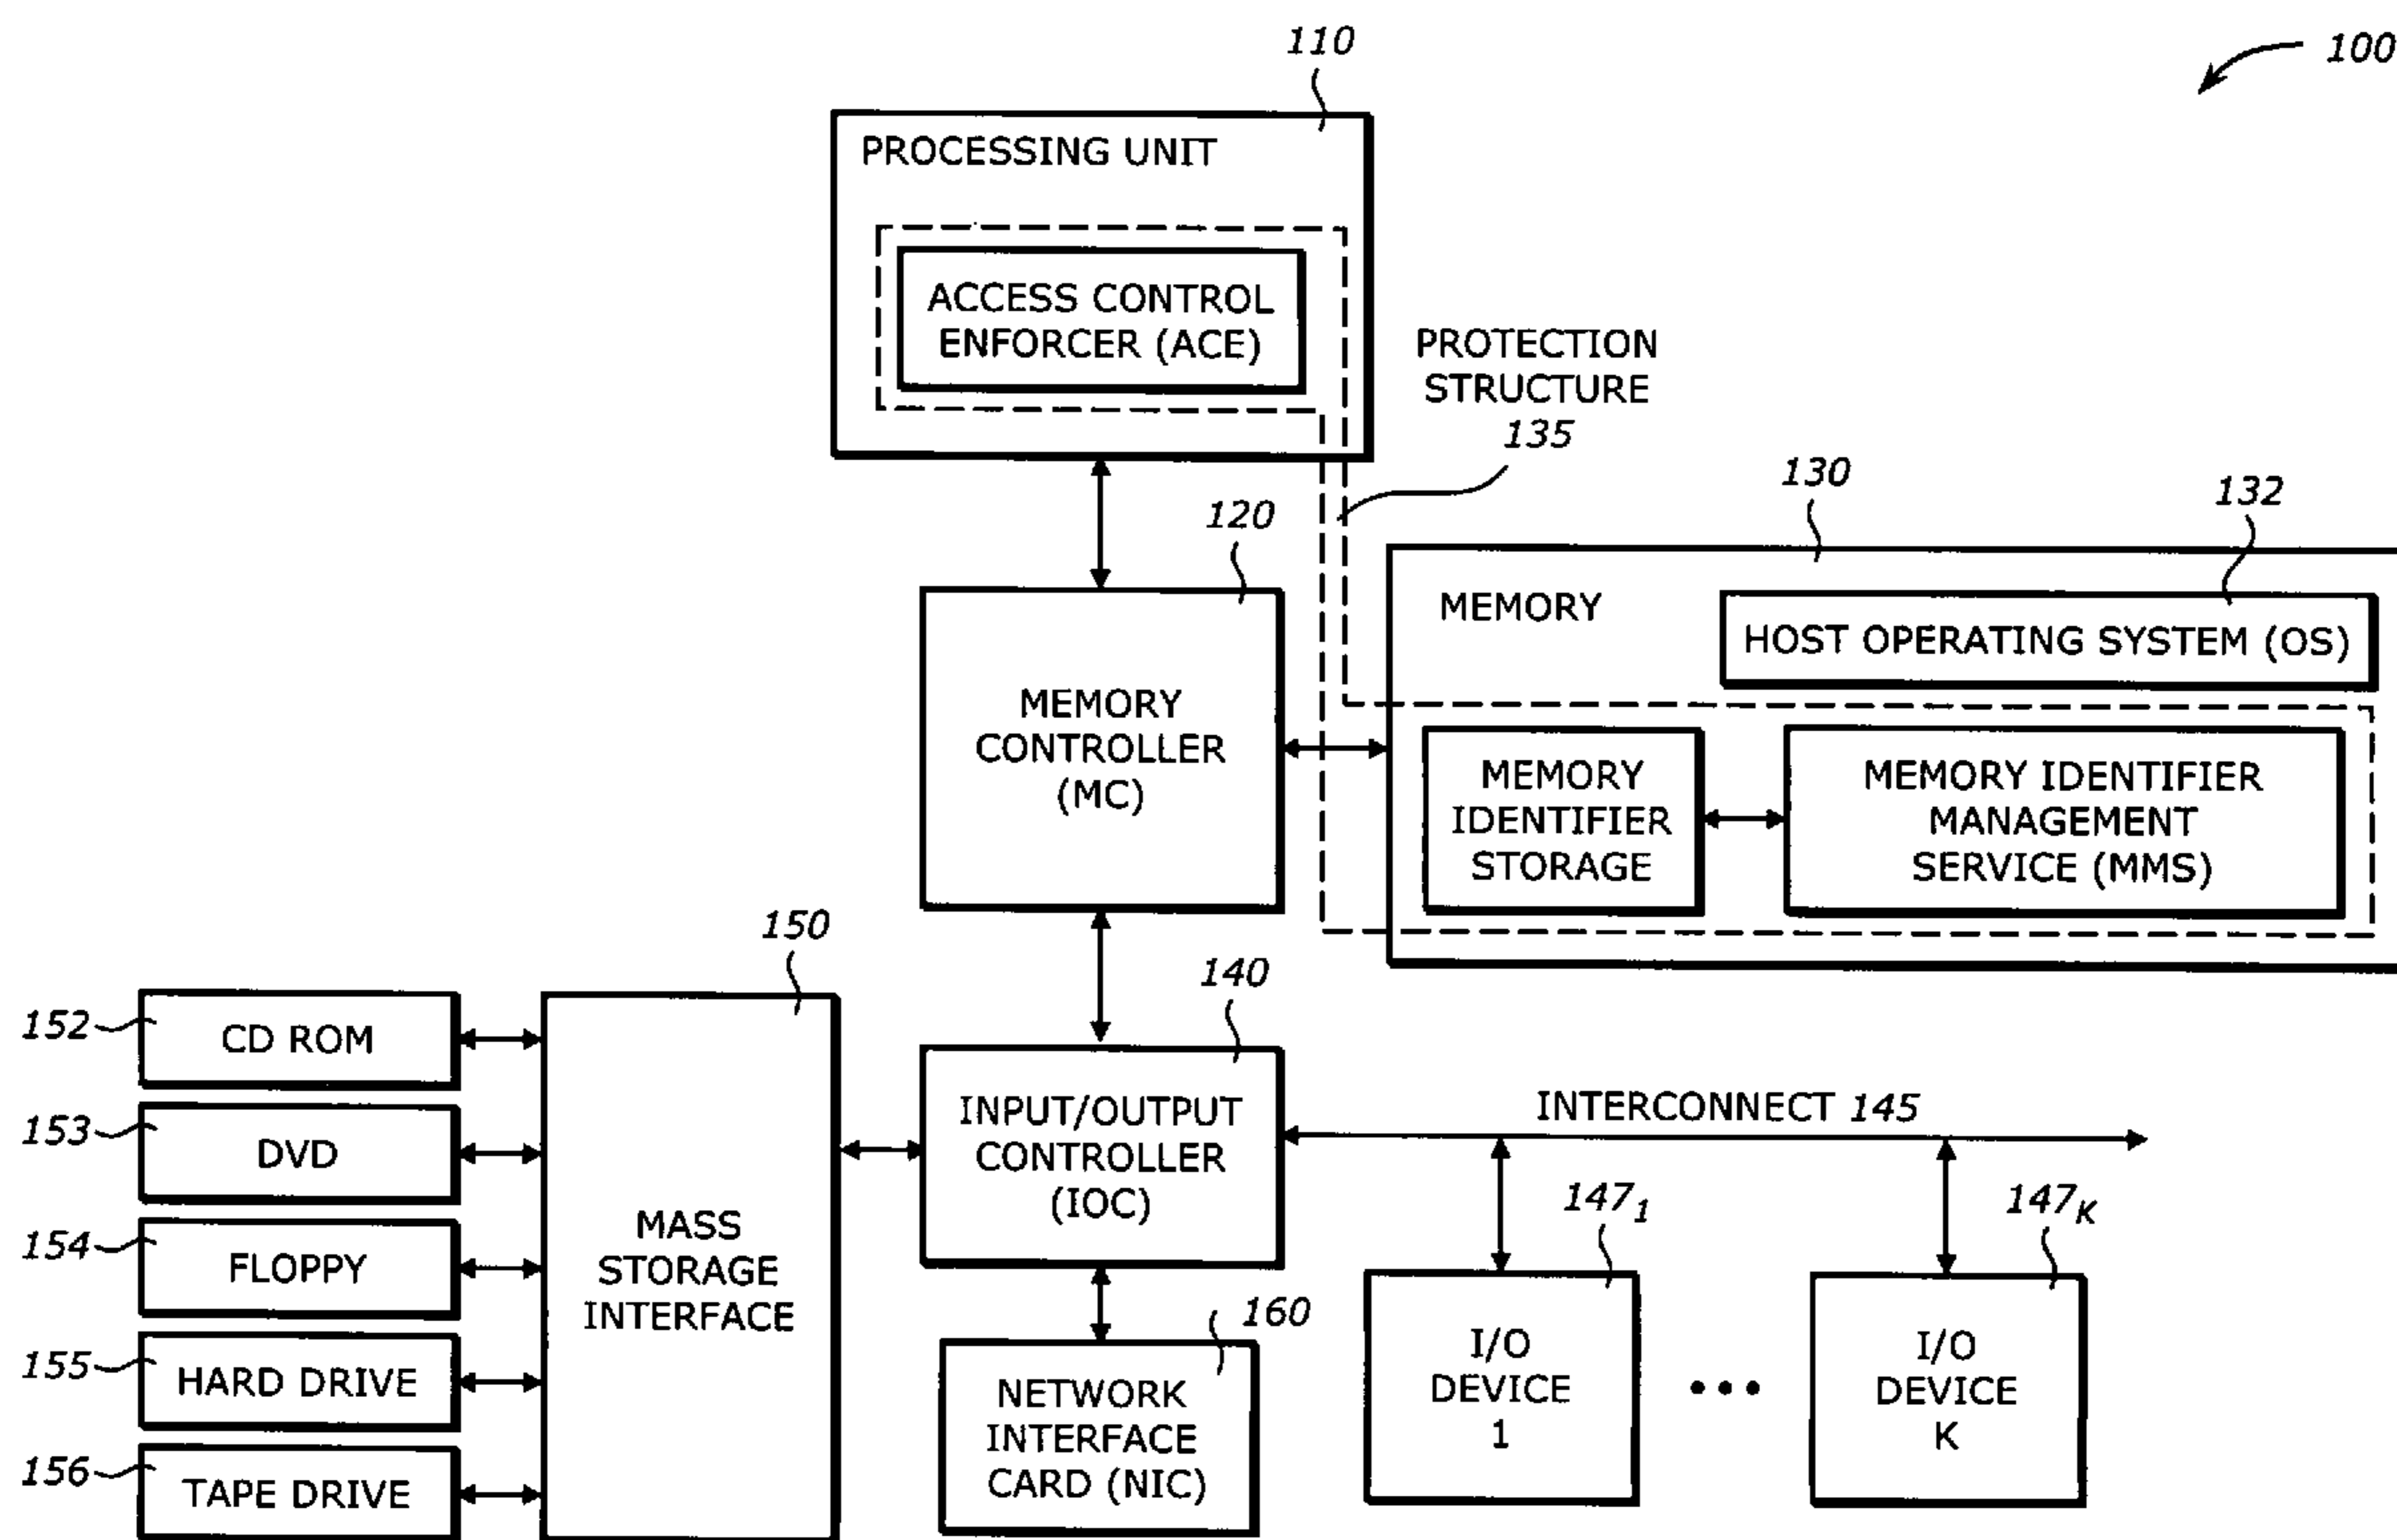 110
100
PROCESSING UNIT
ACCESS CONTROL
ENFORCER (ACE)
PROTECTION
STRUCTURE
135
130
132
120
MEMORY
HOST OPERATING SYSTEM (OS)
MEMORY
CONTROLLER
(MC)
MEMORY
IDENTIFIER
STORAGE
MEMORY IDENTIFIER
MANAGEMENT
SERVICE (MMS)
150
140
152
CD ROM
153
DVD
154
FLOPPY
155
HARD DRIVE
156
TAPE DRIVE
MASS
STORAGE
INTERFACE
INPUT/OUTPUT
CONTROLLER
(IOC)
INTERCONNECT 145
147₁
147ₖ
160
NETWORK
INTERFACE
CARD (NIC)
I/O
DEVICE
1
•••
I/O
DEVICE
K